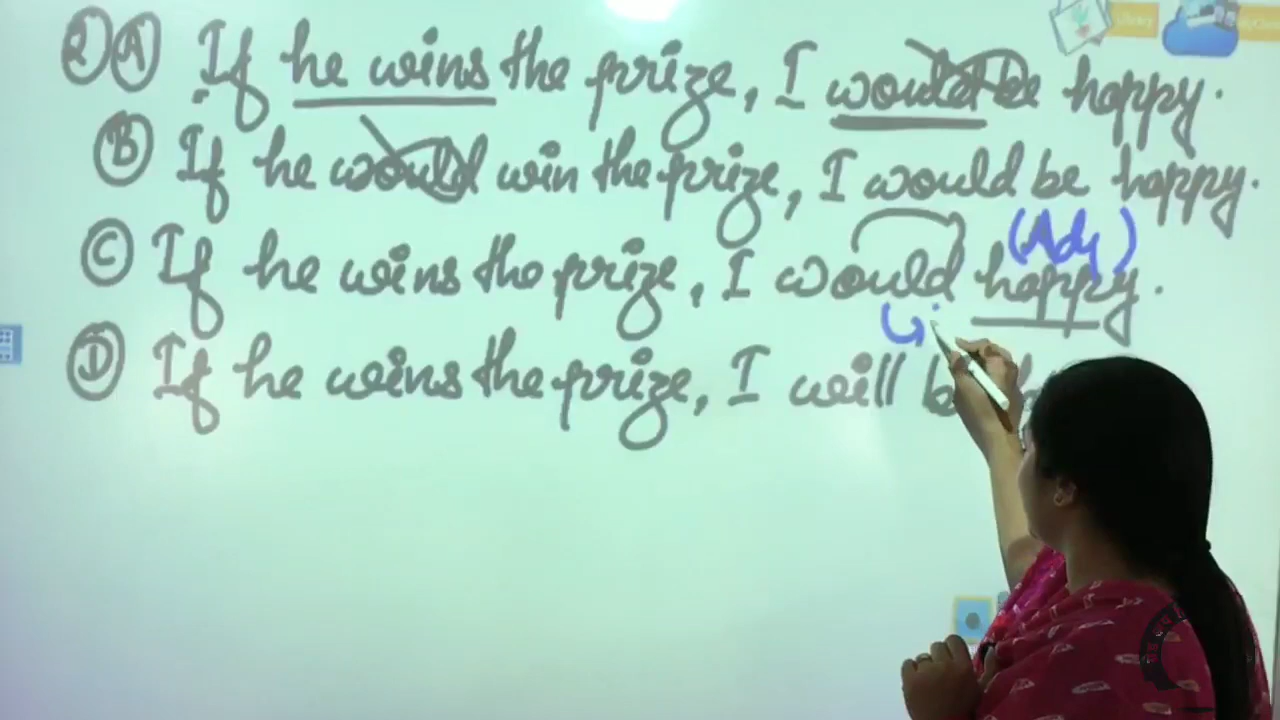 2) A If he wins the prize, I would be happy.
B If he would win the prize, I would be happy.
(Adj)
C If he wins the prize, I would happy.
D If he wins the prize, I will